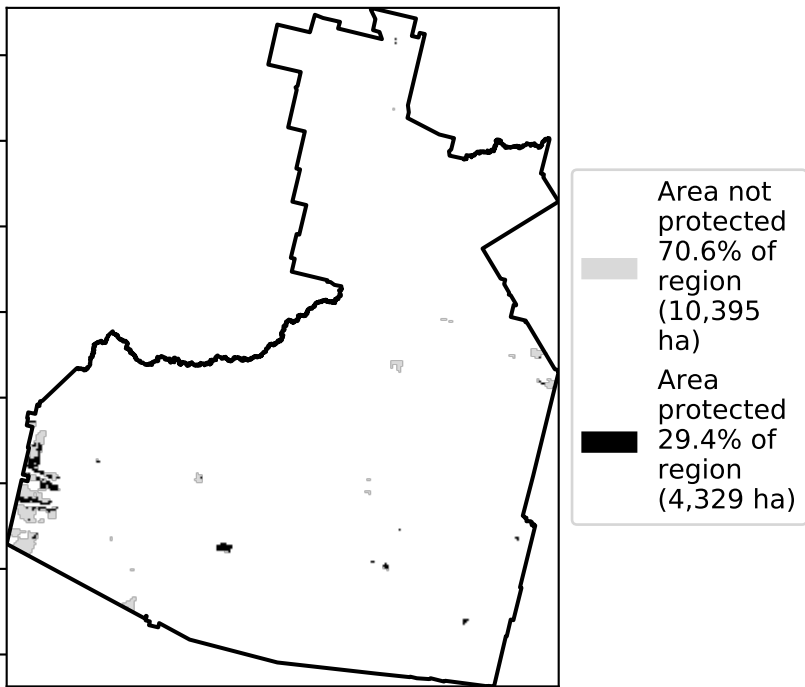 Area not
protected
70.6% of
region
(10,395
ha)
Area
protected
29.4% of
region
(4,329 ha)